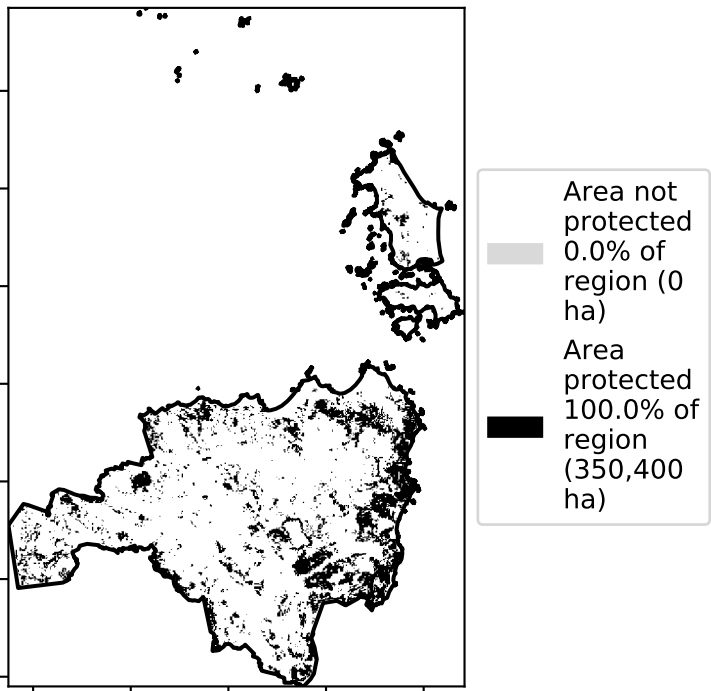 Area not
protected
0.0% of
region (0
ha)
Area
protected
100.0% of
region
(350,400
ha)